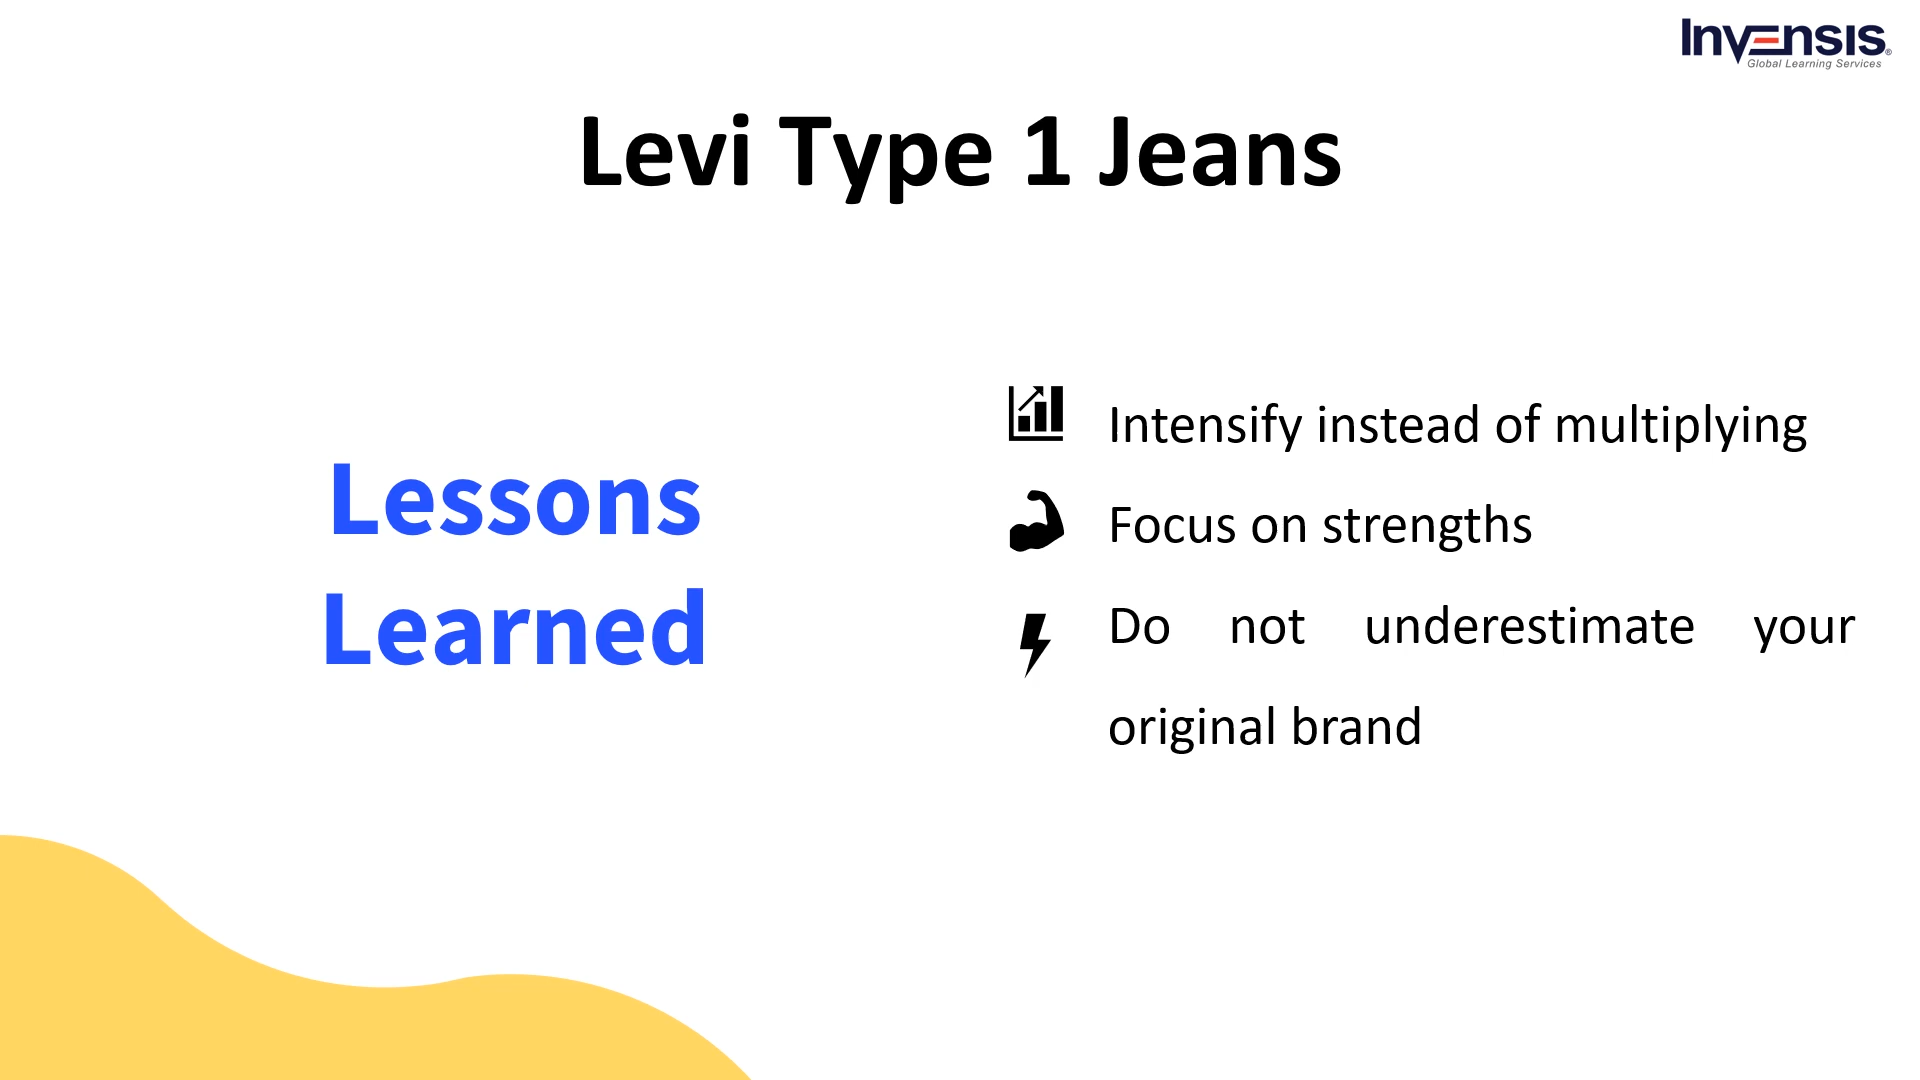 Invensis®
Global Learning Services
Levi Type 1 Jeans
Lessons
Learned
Intensify instead of multiplying
Focus on strengths
Do not underestimate your
original brand